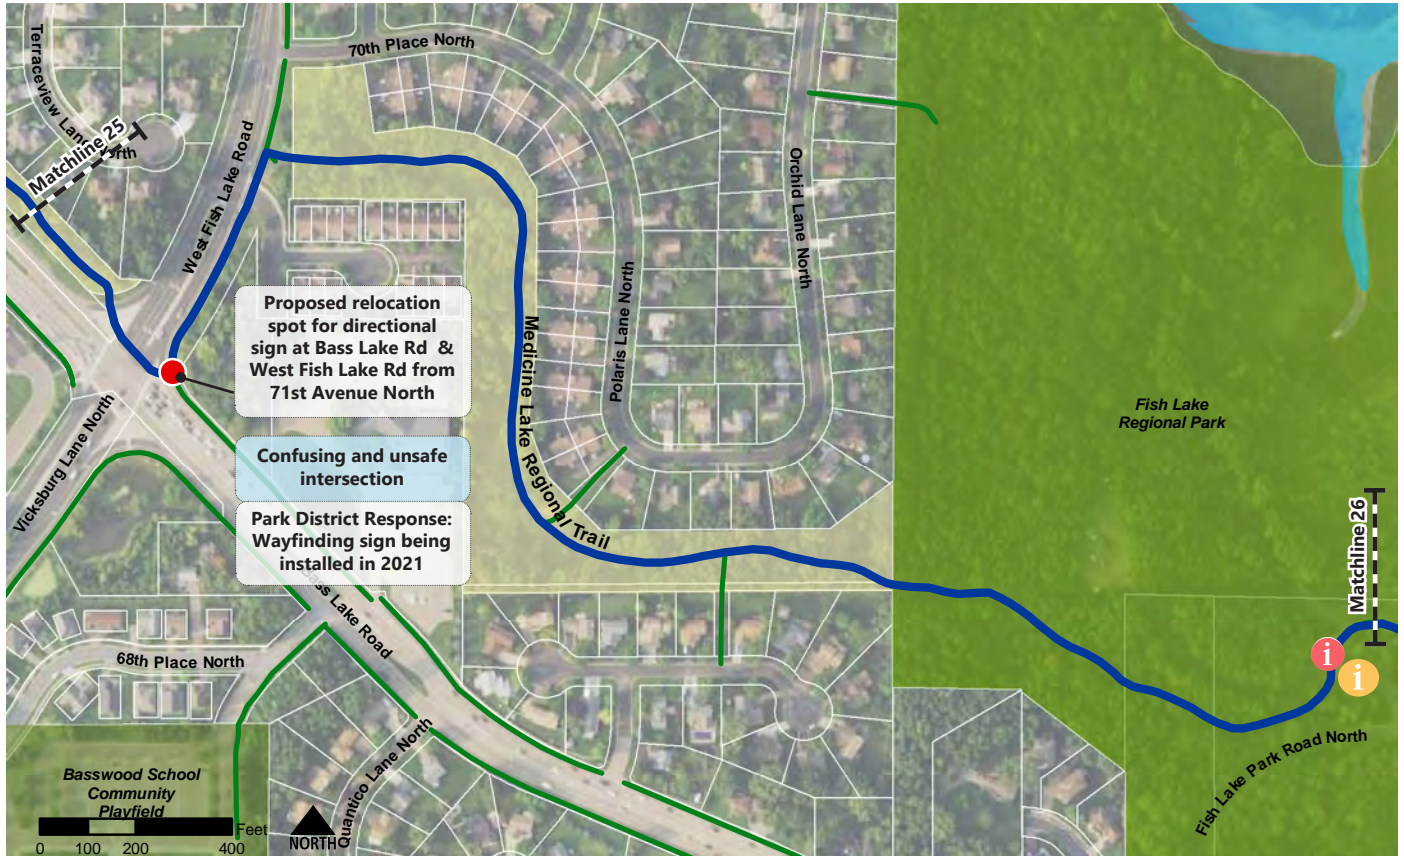 Terraceview Lane North
Matchline 25
West Fish Lake Road
70th Place North
Orchid Lane North
Polaris Lane North
Medicine Lake Regional Trail
Proposed relocation
spot for directional
sign at Bass Lake Rd &
West Fish Lake Rd from
71st Avenue North
Confusing and unsafe
intersection
Park District Response:
Wayfinding sign being
installed in 2021
Vicksburg Lane North
Bass Lake Road
68th Place North
Quantico Lane North
Fish Lake
Regional Park
Matchline 26
i
i
Fish Lake Park Road North
Basswood School
Community
Playfield
Feet
0 100 200 400
NORTH